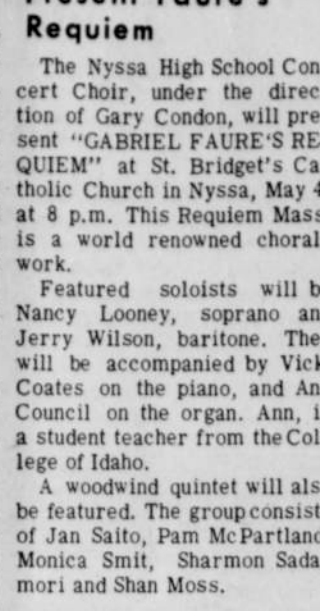 Present Faure's
Requiem
The Nyssa High School Con
cert Choir, under the direc
tion of Gary Condon, will pre
sent "GABRIEL FAURE'S RE
QUIEM" at St. Bridget's Ca
tholic Church in Nyssa, May 4
at 8 p.m. This Requiem Mass
is a world renowned choral
work.
Featured soloists will b
Nancy Looney, soprano an
Jerry Wilson, baritone. The
will be accompanied by Vick
Coates on the piano, and An
Council on the organ. Ann, i
a student teacher from the Col
lege of Idaho.
A woodwind quintet will als
be featured. The group consist
of Jan Saito, Pam McPartland
Monica Smit, Sharmon Sada
mori and Shan Moss.